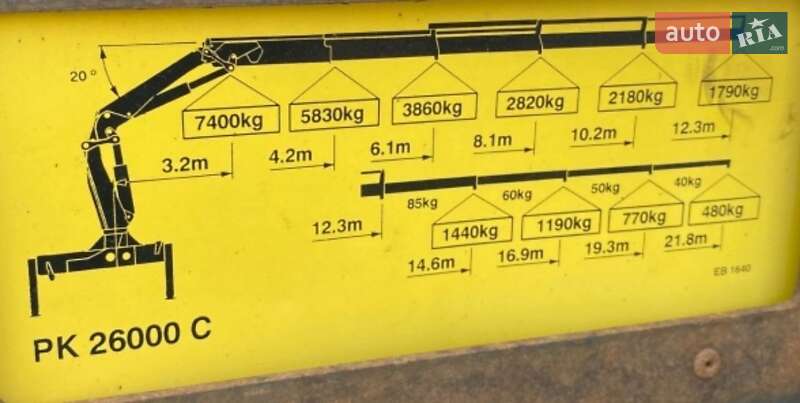 auto RIA .com
20°
7400kg 5830kg 3860kg 2820kg 2180kg 1790kg
3.2m 4.2m 6.1m 8.1m 10.2m 12.3m
85kg 60kg 50kg 40kg
12.3m 1440kg 1190kg 770kg 480kg
14.6m 16.9m 19.3m 21.8m
EB 1640
PK 26000 C